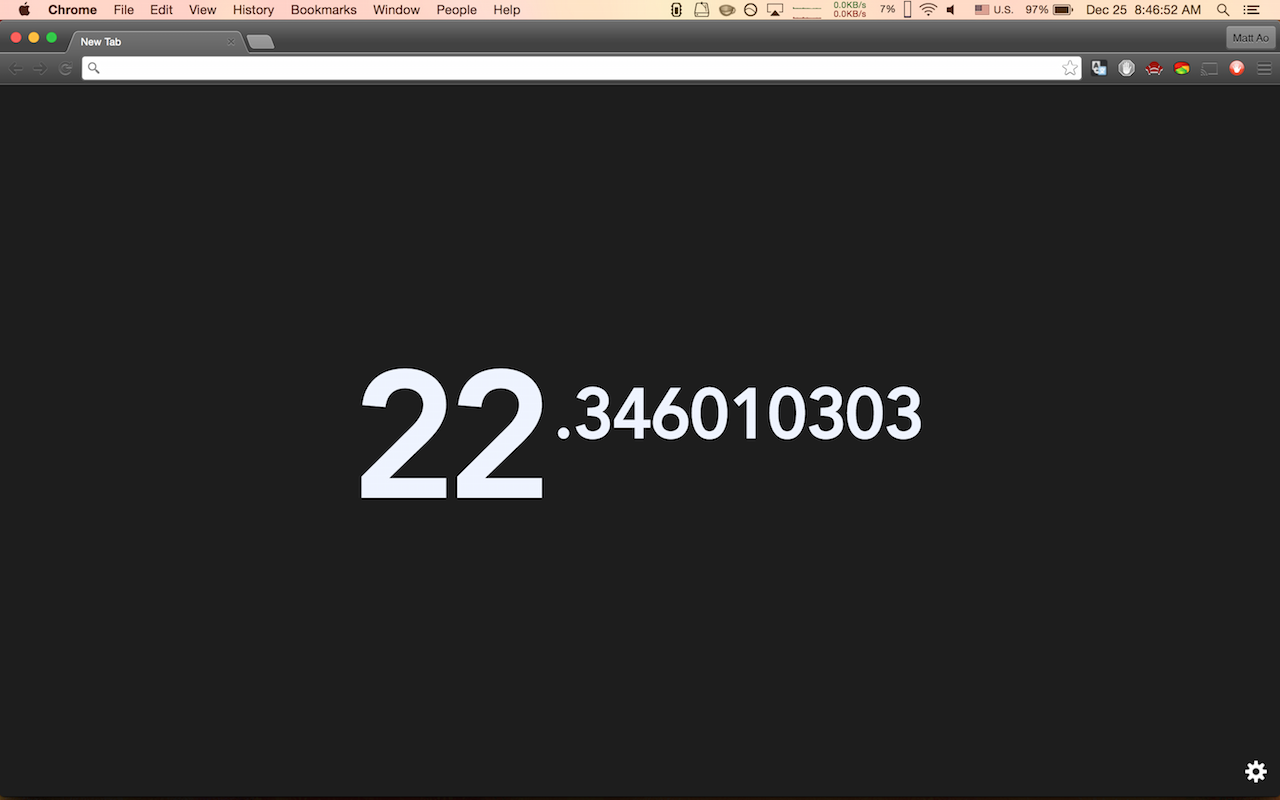 Chrome File Edit View History Bookmarks Window People Help 0.0KB/s 7% U.S. 97% Dec 25 8:46:52 AM
0.0KB/s
New Tab Matt Ao
22.346010303